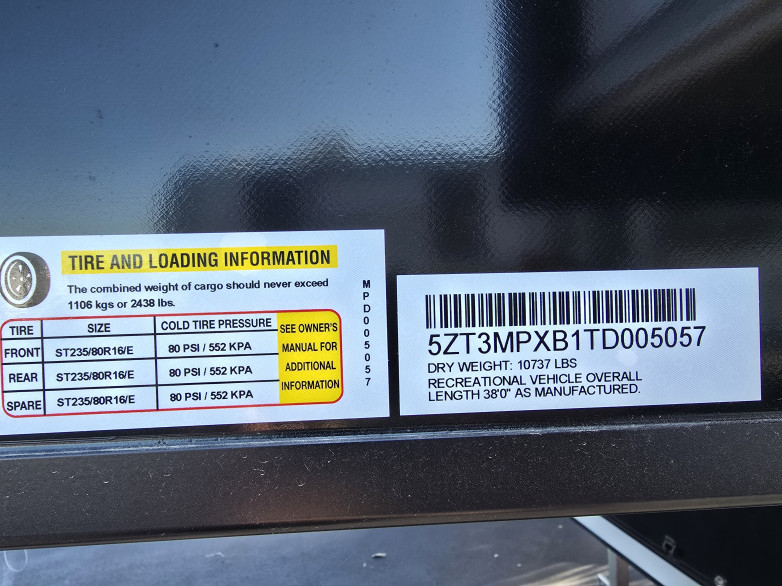 TIRE AND LOADING INFORMATION
The combined weight of cargo should never exceed
1106 kgs or 2438 lbs.
TIRE SIZE COLD TIRE PRESSURE SEE OWNER'S
FRONT ST235/80R16/E 80 PSI / 552 KPA MANUAL FOR
REAR ST235/80R16/E 80 PSI / 552 KPA ADDITIONAL
SPARE ST235/80R16/E 80 PSI / 552 KPA INFORMATION
MPD005057
5ZT3MPXB1TD005057
DRY WEIGHT: 10737 LBS
RECREATIONAL VEHICLE OVERALL
LENGTH 38'0" AS MANUFACTURED.